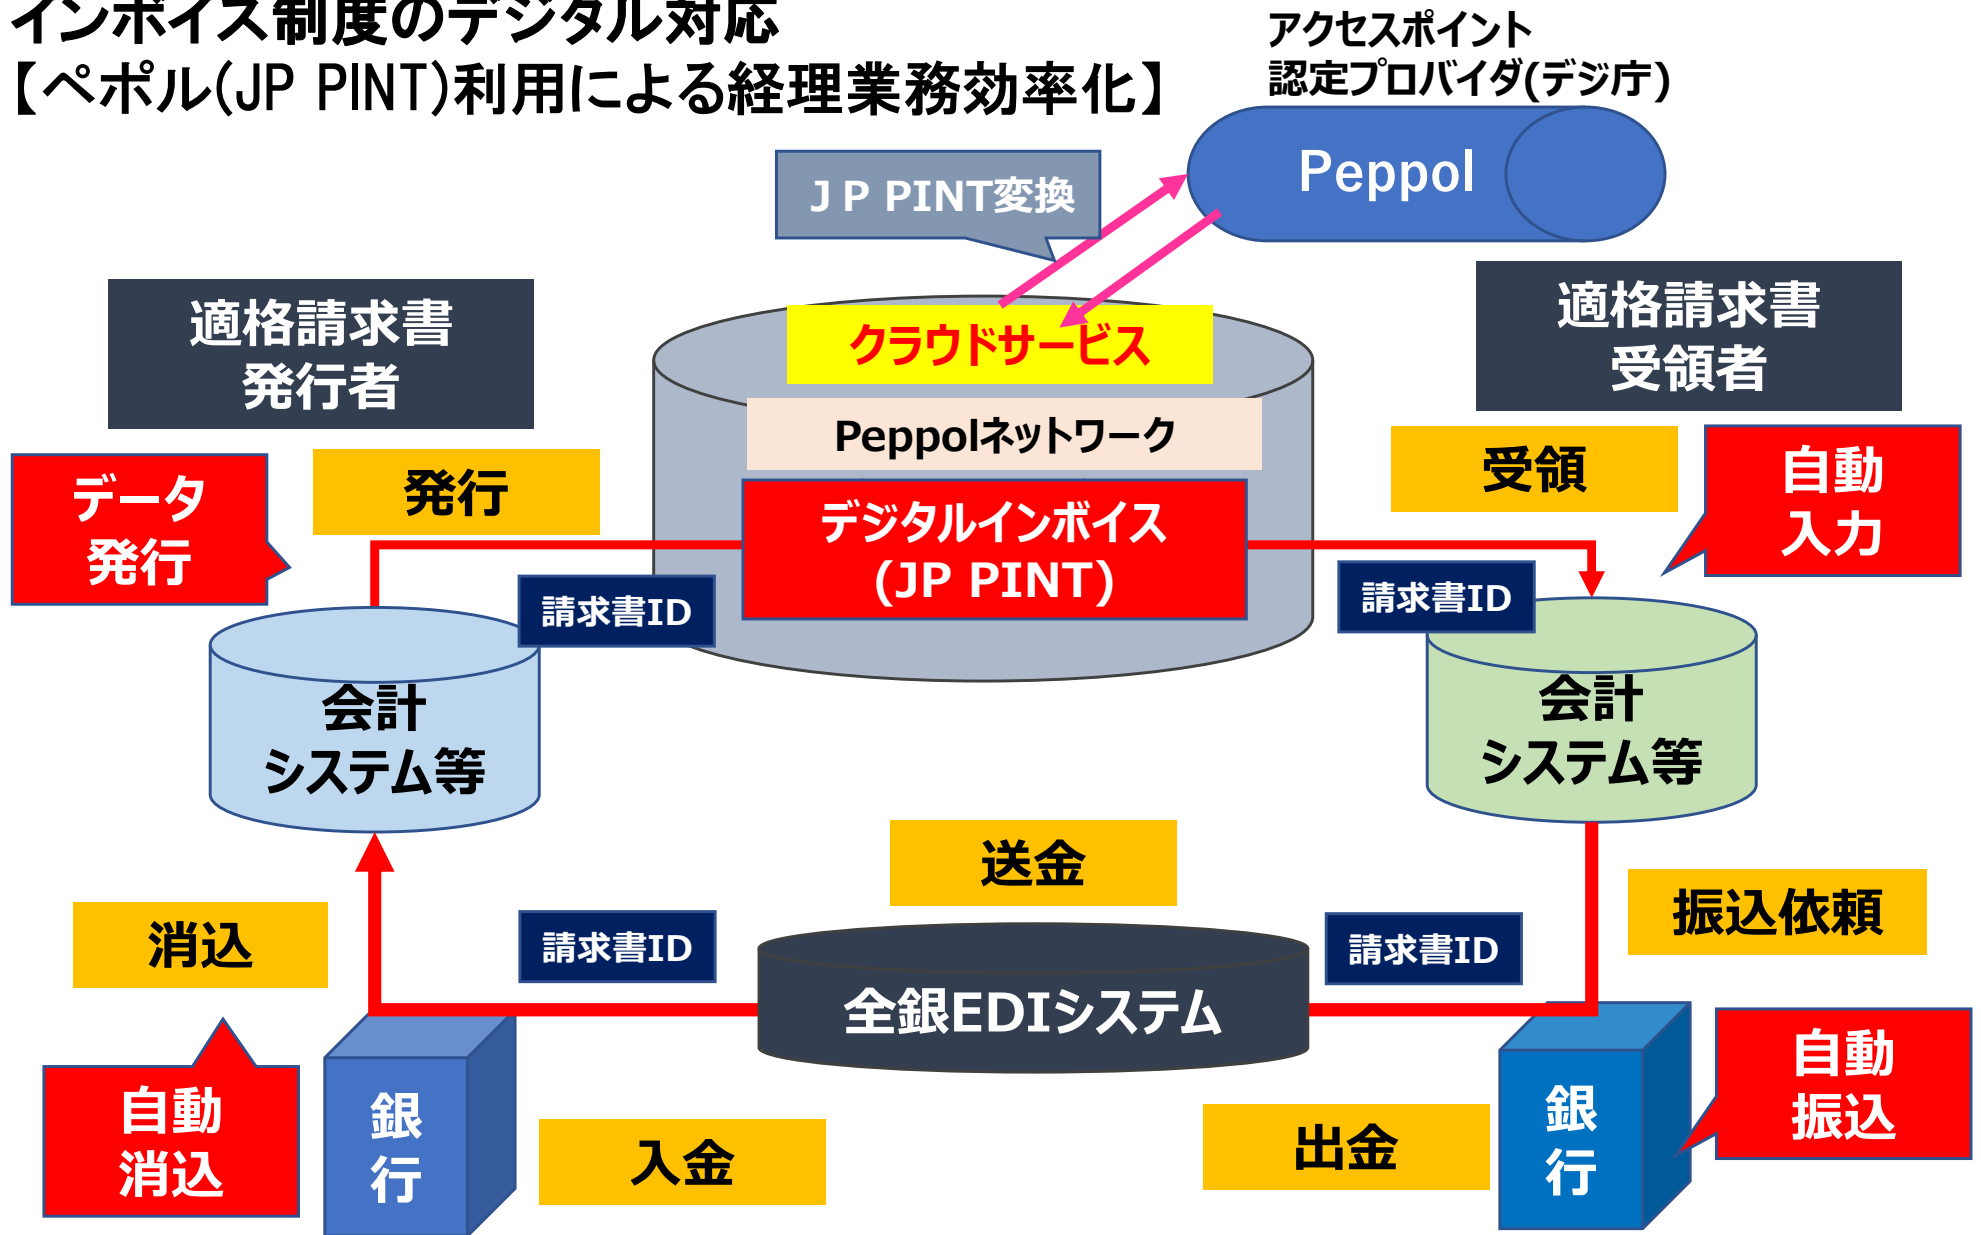 インボイス制度のデジタル対応
【ペポル(JP PINT)利用による経理業務効率化】
アクセスポイント
認定プロバイダ(デジ庁)
Peppol
ＪＰ PINT変換
適格請求書
発行者
クラウドサービス
適格請求書
受領者
Peppolネットワーク
データ
発行
発行
デジタルインボイス
(JP PINT)
受領
自動
入力
請求書ID
請求書ID
会計
システム等
会計
システム等
送金
消込
請求書ID
全銀EDIシステム
請求書ID
振込依頼
自動
消込
銀
行
入金
出金
銀
行
自動
振込